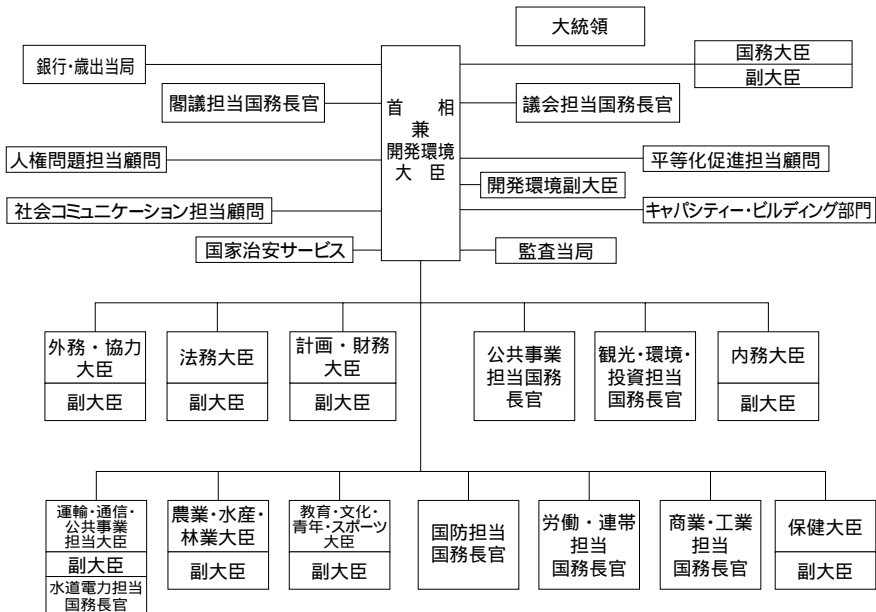 大統領
銀行・歳出当局
国務大臣
副大臣
閣議担当国務長官
首　相
兼
開発環境
大　臣
議会担当国務長官
人権問題担当顧問
平等化促進担当顧問
開発環境副大臣
社会コミュニケーション担当顧問
キャパシティー・ビルディング部門
国家治安サービス
監査当局
外務・協力
大臣
副大臣
法務大臣
副大臣
計画・財務
大臣
副大臣
公共事業
担当国務
長官
観光・環境・
投資担当
国務長官
内務大臣
副大臣
運輸・通信・
公共事業
担当大臣
副大臣
水道電力担当
国務長官
農業・水産・
林業大臣
副大臣
教育・文化・
青年・スポーツ
大臣
副大臣
国防担当
国務長官
労働・連帯
担当
国務長官
商業・工業
担当
国務長官
保健大臣
副大臣